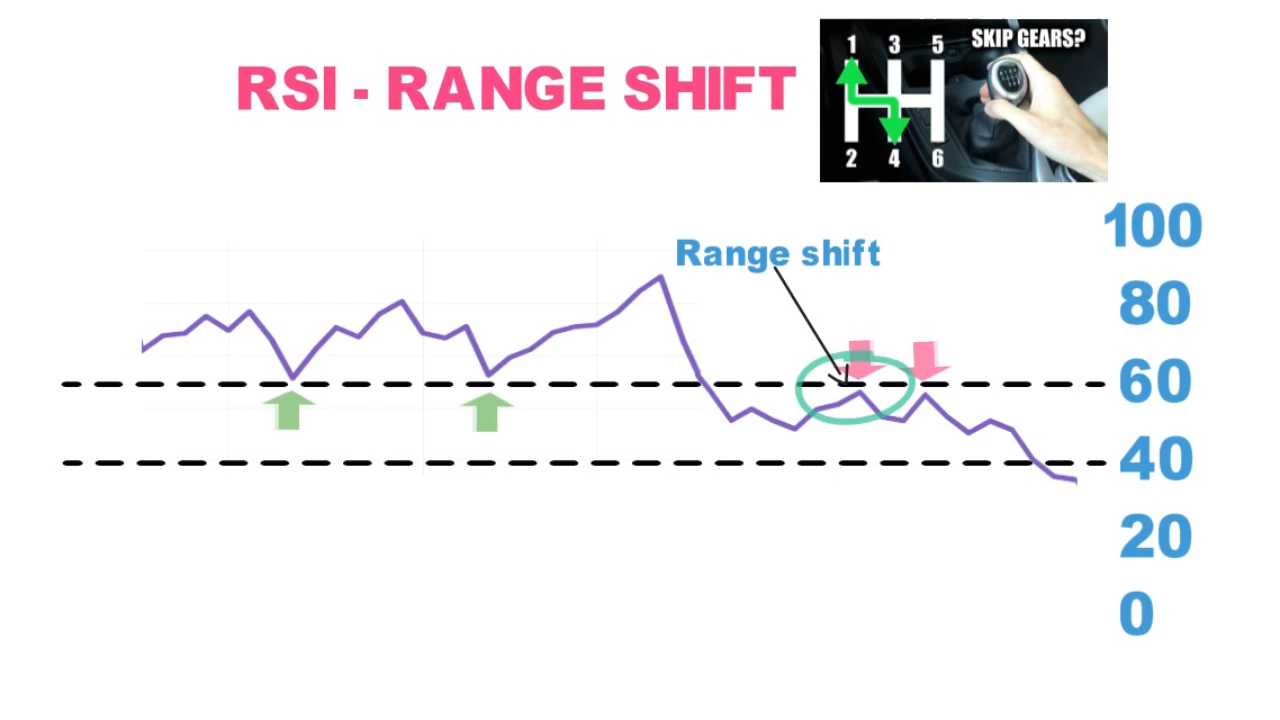 RSI - RANGE SHIFT
SKIP GEARS?
1 3 5
2 4 6
Range shift
100
80
60
40
20
0